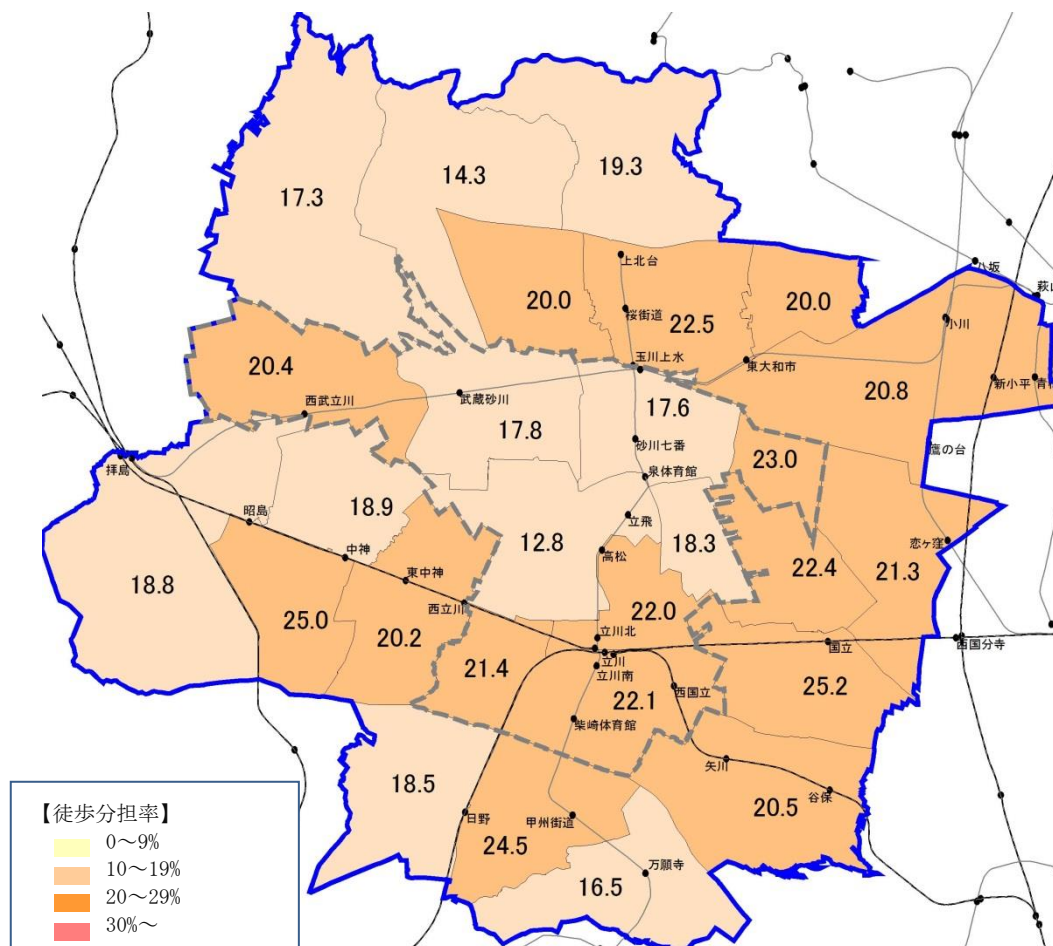 19.3
14.3
17.3
八坂
上北台
20.0
20.0
桜街道
22.5
小川
玉川上水
東大和市
20.4
20.8
新小平
西武立川
武蔵砂川
17.6
17.8
砂川七番
鷹の台
23.0
拝島
泉体育館
18.9
昭島
立飛
12.8
18.3
恋ヶ窪
高松
中神
22.4
21.3
東中神
18.8
西立川
22.0
25.0
20.2
立川北
国立
西国分寺
21.4
立川
立川南
25.2
22.1
西国立
柴崎体育館
矢川
18.5
谷保
20.5
日野
甲州街道
24.5
万願寺
16.5
【徒歩分担率】
0～9%
10～19%
20～29%
30%～